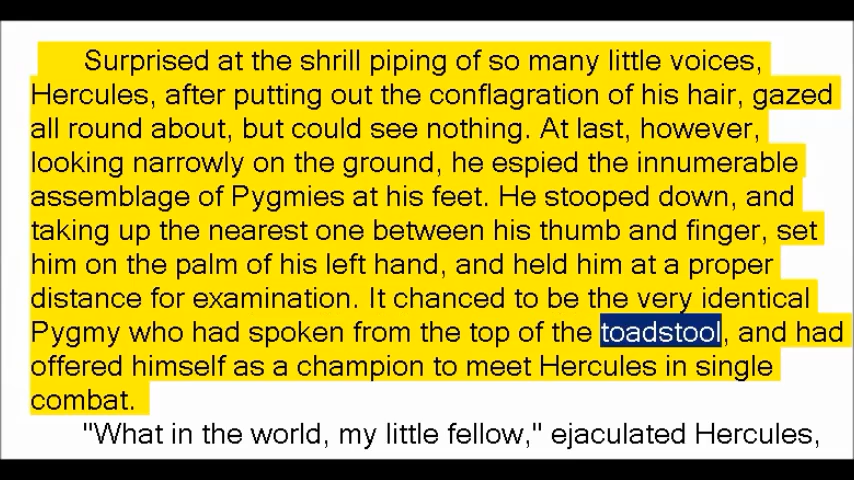 Surprised at the shrill piping of so many little voices,
Hercules, after putting out the conflagration of his hair, gazed
all round about, but could see nothing. At last, however,
looking narrowly on the ground, he espied the innumerable
assemblage of Pygmies at his feet. He stooped down, and
taking up the nearest one between his thumb and finger, set
him on the palm of his left hand, and held him at a proper
distance for examination. It chanced to be the very identical
Pygmy who had spoken from the top of the toadstool, and had
offered himself as a champion to meet Hercules in single
combat.
"What in the world, my little fellow," ejaculated Hercules,